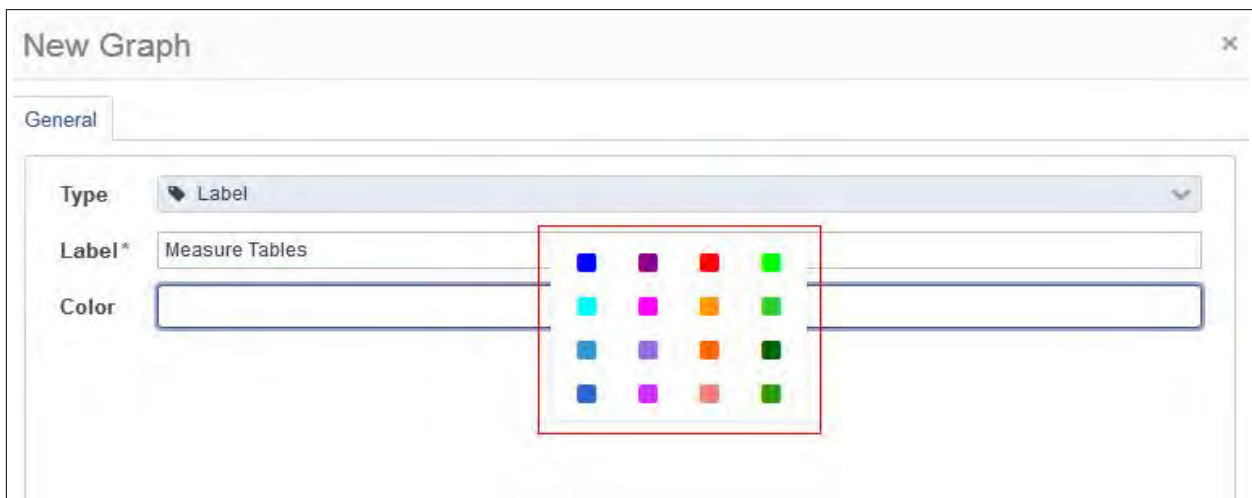 New Graph ×
General
Type Label
Label* Measure Tables
Color